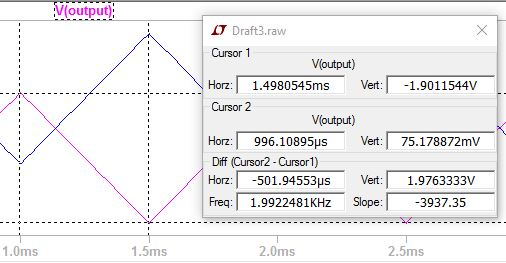 V(output)
Draft3.raw
Cursor 1
V(output)
Horz: 1.4980545ms Vert: -1.9011544V
Cursor 2
V(output)
Horz: 996.10895µs Vert: 75.178872mV
Diff (Cursor2 - Cursor1)
Horz: -501.94553µs Vert: 1.9763333V
Freq: 1.9922481KHz Slope: -3937.35
1.0ms 1.5ms 2.0ms 2.5ms